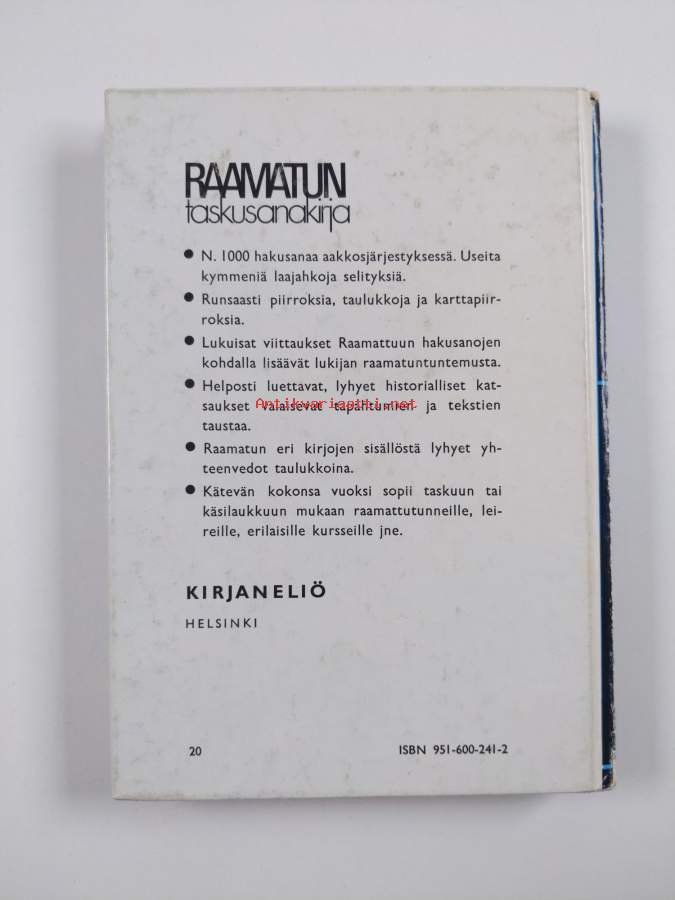 RAAMATUN
taskusanakirja
● N. 1000 hakusanaa aakkosjärjestyksessä. Useita
kymmeniä laajahkoja selityksiä.
● Runsaasti piirroksia, taulukkoja ja karttapiir-
roksia.
● Lukuisat viittaukset Raamattuun hakusanojen
kohdalla lisäävät lukijan raamatuntuntemusta.
● Helposti luettavat, lyhyet historialliset kat-
saukset valaisevat tapahtumien ja tekstien
Antikvariaatti.net
taustaa.
● Raamatun eri kirjojen sisällöstä lyhyet yh-
teenvedot taulukkoina.
● Kätevän kokonsa vuoksi sopii taskuun tai
käsilaukkuun mukaan raamattutunneille, lei-
reille, erilaisille kursseille jne.
KIRJANELIÖ
HELSINKI
20
ISBN 951-600-241-2